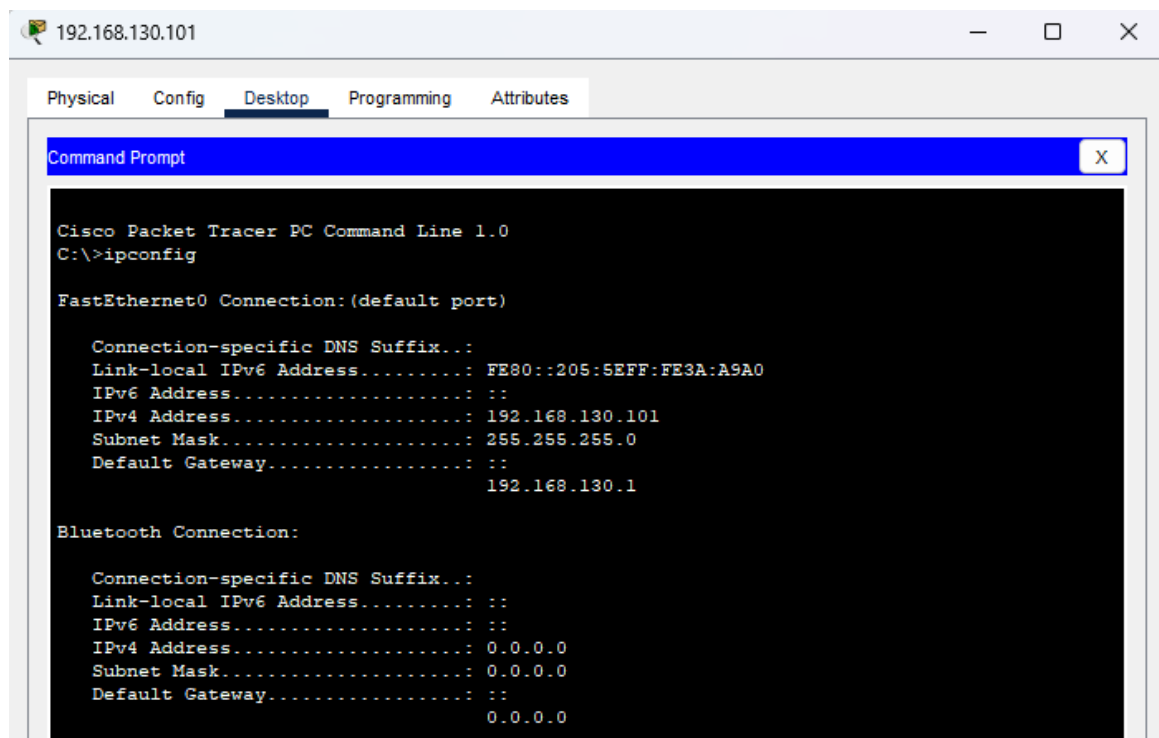 192.168.130.101
Physical Config Desktop Programming Attributes
Command Prompt X
Cisco Packet Tracer PC Command Line 1.0
C:\>ipconfig
FastEthernet0 Connection:(default port)
Connection-specific DNS Suffix..:
Link-local IPv6 Address.........: FE80::205:5EFF:FE3A:A9A0
IPv6 Address....................: ::
IPv4 Address....................: 192.168.130.101
Subnet Mask.....................: 255.255.255.0
Default Gateway.................: ::
192.168.130.1
Bluetooth Connection:
Connection-specific DNS Suffix..:
Link-local IPv6 Address.........: ::
IPv6 Address....................: ::
IPv4 Address....................: 0.0.0.0
Subnet Mask.....................: 0.0.0.0
Default Gateway.................: ::
0.0.0.0